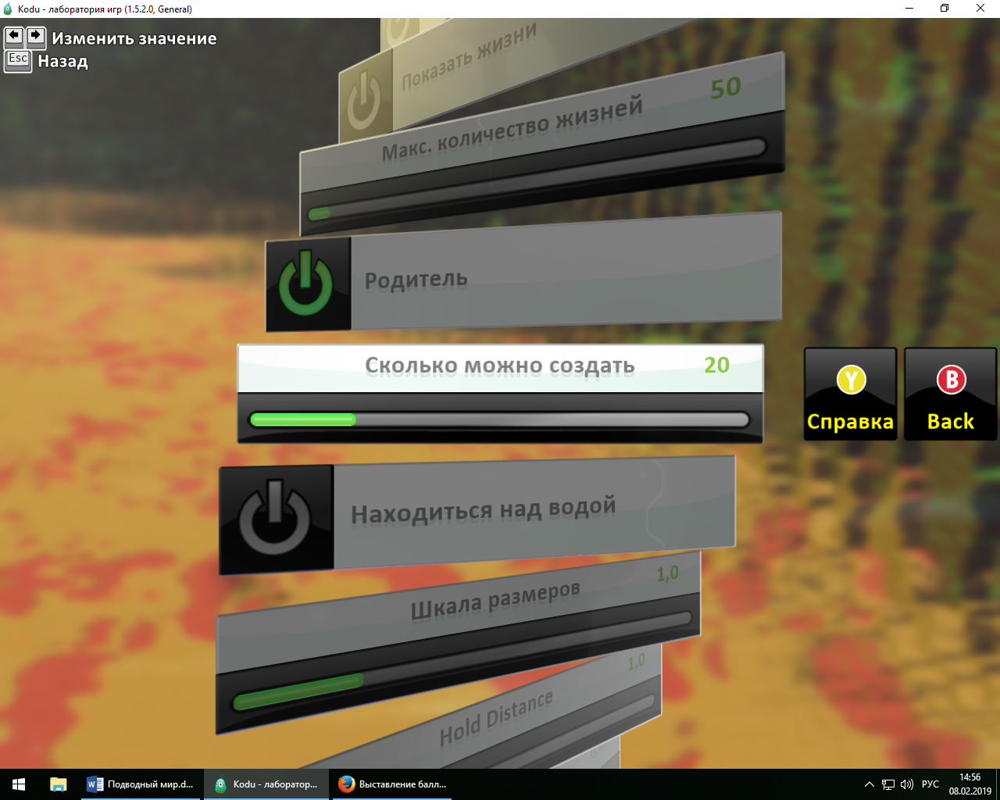 Kodu - лаборатория игр (1.5.2.0, General)
Изменить значение
Esc Назад
Показать жизни
Макс. количество жизней 50
Родитель
Сколько можно создать 20
Y Справка
B Back
Находиться над водой
Шкала размеров 1,0
Hold Distance 1,0
Подводный мир.d...
Kodu - лаборатор...
Выставление балл...
РУС
14:56
08.02.2019